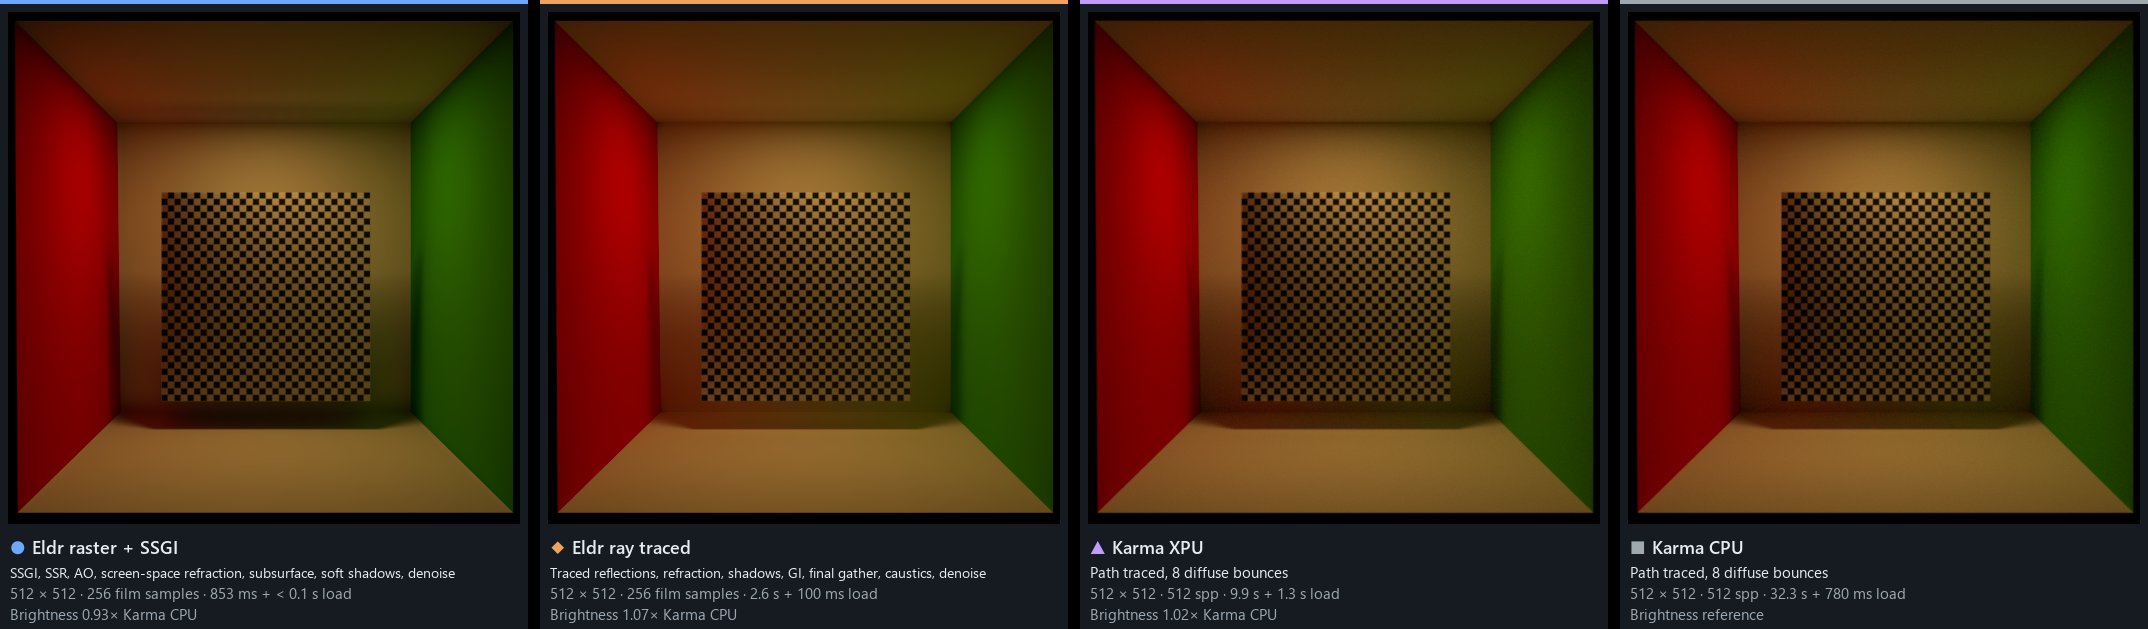 Eldr raster + SSGI
SSGI, SSR, AO, screen-space refraction, subsurface, soft shadows, denoise
512 × 512 · 256 film samples · 853 ms + < 0.1 s load
Brightness 0.93× Karma CPU
Eldr ray traced
Traced reflections, refraction, shadows, GI, final gather, caustics, denoise
512 × 512 · 256 film samples · 2.6 s + 100 ms load
Brightness 1.07× Karma CPU
Karma XPU
Path traced, 8 diffuse bounces
512 × 512 · 512 spp · 9.9 s + 1.3 s load
Brightness 1.02× Karma CPU
Karma CPU
Path traced, 8 diffuse bounces
512 × 512 · 512 spp · 32.3 s + 780 ms load
Brightness reference